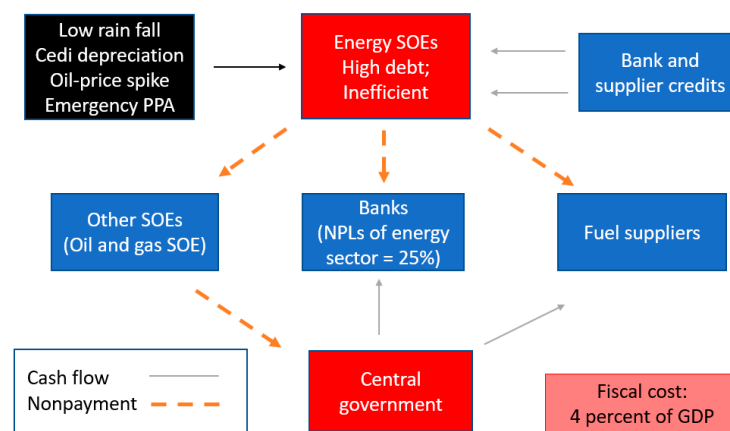 Low rain fall
Cedi depreciation
Oil-price spike
Emergency PPA
Energy SOEs
High debt;
Inefficient
Bank and
supplier credits
Other SOEs
(Oil and gas SOE)
Banks
(NPLs of energy
sector = 25%)
Fuel suppliers
Cash flow
Nonpayment
Central
government
Fiscal cost:
4 percent of GDP